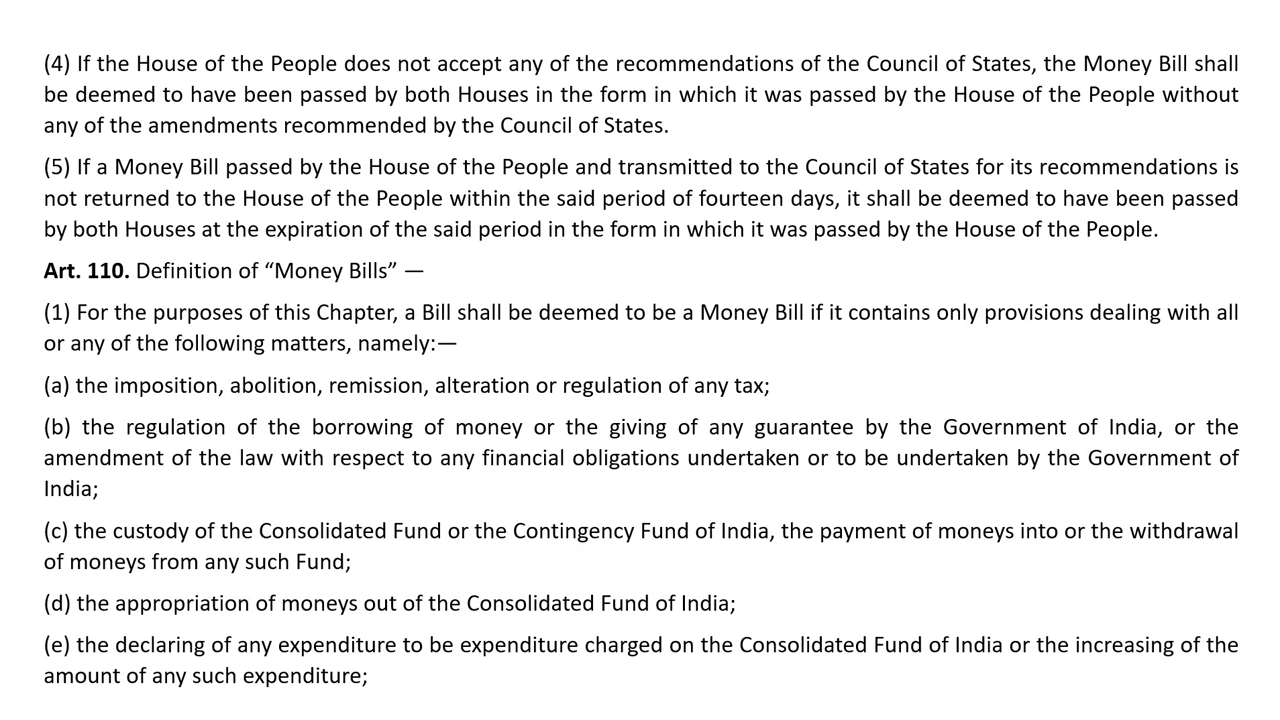 (4) If the House of the People does not accept any of the recommendations of the Council of States, the Money Bill shall
be deemed to have been passed by both Houses in the form in which it was passed by the House of the People without
any of the amendments recommended by the Council of States.
(5) If a Money Bill passed by the House of the People and transmitted to the Council of States for its recommendations is
not returned to the House of the People within the said period of fourteen days, it shall be deemed to have been passed
by both Houses at the expiration of the said period in the form in which it was passed by the House of the People.
Art. 110. Definition of “Money Bills” —
(1) For the purposes of this Chapter, a Bill shall be deemed to be a Money Bill if it contains only provisions dealing with all
or any of the following matters, namely:—
(a) the imposition, abolition, remission, alteration or regulation of any tax;
(b) the regulation of the borrowing of money or the giving of any guarantee by the Government of India, or the
amendment of the law with respect to any financial obligations undertaken or to be undertaken by the Government of
India;
(c) the custody of the Consolidated Fund or the Contingency Fund of India, the payment of moneys into or the withdrawal
of moneys from any such Fund;
(d) the appropriation of moneys out of the Consolidated Fund of India;
(e) the declaring of any expenditure to be expenditure charged on the Consolidated Fund of India or the increasing of the
amount of any such expenditure;